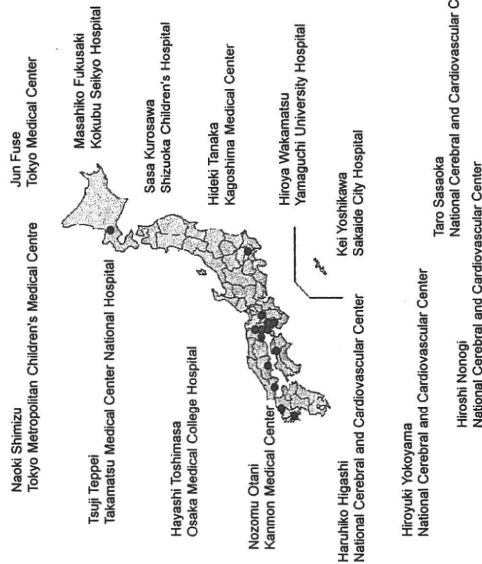 Naoki Shimizu
Tokyo Metropolitan Children's Medical Centre
Jun Fuse
Tokyo Medical Center
Tsuji Teppei
Takamatsu Medical Center National Hospital
Masahiko Fukusaki
Kokubu Seikyo Hospital
Hayashi Toshimasa
Osaka Medical College Hospital
Sasa Kurosawa
Shizuoka Children's Hospital
Nozomu Otani
Kanmon Medical Center
Hideki Tanaka
Kagoshima Medical Center
Haruhiko Higashi
National Cerebral and Cardiovascular Center
Hiroya Wakamatsu
Yamaguchi University Hospital
Kei Yoshikawa
Sakaide City Hospital
Hiroyuki Yokoyama
National Cerebral and Cardiovascular Center
Taro Sasaoka
National Cerebral and Cardiovascular C
Hiroshi Nonogi
National Cerebral and Cardiovascular Center